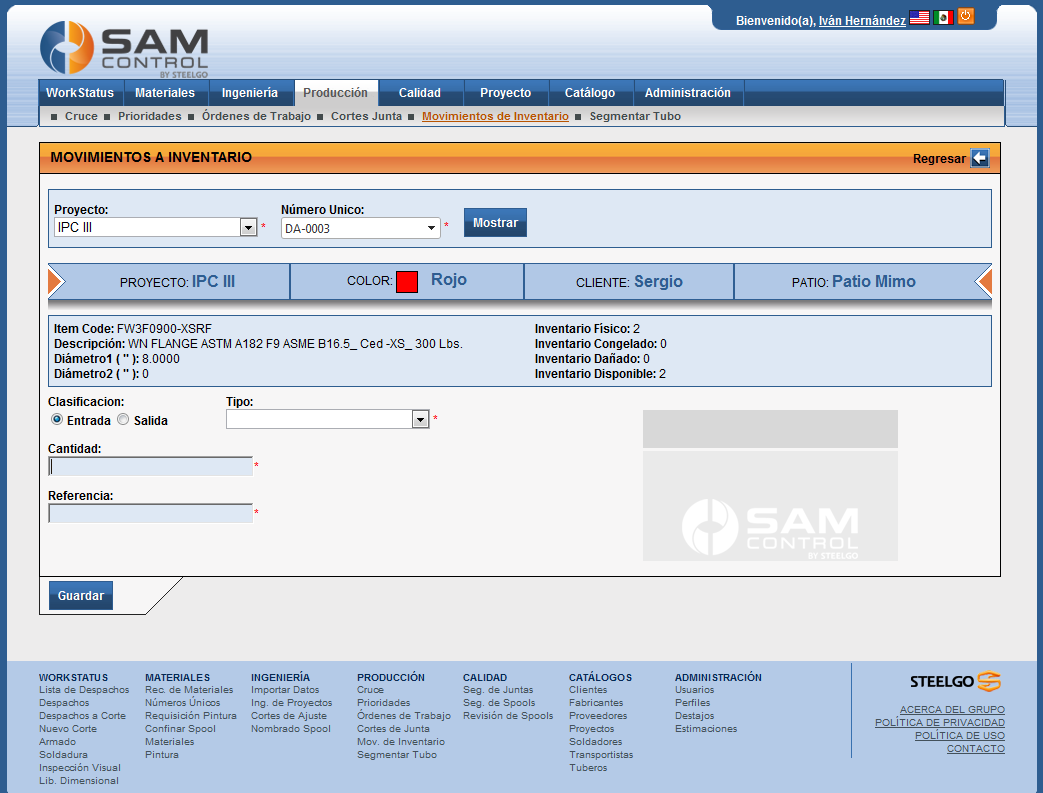 Bienvenido(a), Iván Hernández
SAM
CONTROL
BY STEELGO
WorkStatus Materiales Ingeniería Producción Calidad Proyecto Catálogo Administración
Cruce Prioridades Órdenes de Trabajo Cortes Junta Movimientos de Inventario Segmentar Tubo
MOVIMIENTOS A INVENTARIO Regresar
Proyecto: Número Unico:
IPC III * DA-0003 * Mostrar
PROYECTO: IPC III COLOR: Rojo CLIENTE: Sergio PATIO: Patio Mimo
Item Code: FW3F0900-XSRF Inventario Físico: 2
Descripción: WN FLANGE ASTM A182 F9 ASME B16.5_ Ced -XS_ 300 Lbs. Inventario Congelado: 0
Diámetro1 ( " ): 8.0000 Inventario Dañado: 0
Diámetro2 ( " ): 0 Inventario Disponible: 2
Clasificacion: Tipo:
Entrada Salida *
Cantidad:
*
Referencia:
*
SAM
CONTROL
BY STEELGO
Guardar
WORKSTATUS MATERIALES INGENIERÍA PRODUCCIÓN CALIDAD CATÁLOGOS ADMINISTRACIÓN
Lista de Despachos Rec. de Materiales Importar Datos Cruce Seg. de Juntas Clientes Usuarios
Despachos Números Únicos Ing. de Proyectos Prioridades Seg. de Spools Fabricantes Perfiles
Despachos a Corte Requisición Pintura Cortes de Ajuste Órdenes de Trabajo Revisión de Spools Proveedores Destajos
Nuevo Corte Confinar Spool Nombrado Spool Cortes de Junta Proyectos Estimaciones
Armado Materiales Mov. de Inventario Soldadores
Soldadura Pintura Segmentar Tubo Transportistas
Inspección Visual Tuberos
Lib. Dimensional
STEELGO
ACERCA DEL GRUPO
POLÍTICA DE PRIVACIDAD
POLÍTICA DE USO
CONTACTO